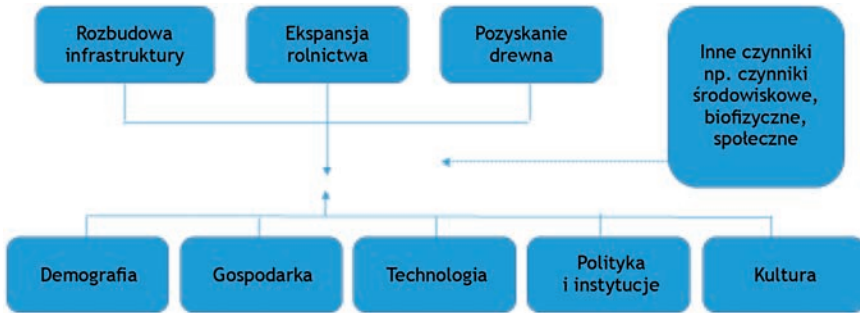 Rozbudowa
infrastruktury
Ekspansja
rolnictwa
Pozyskanie
drewna
Inne czynniki
np. czynniki
środowiskowe,
biofizyczne,
społeczne
Demografia
Gospodarka
Technologia
Polityka
i instytucje
Kultura